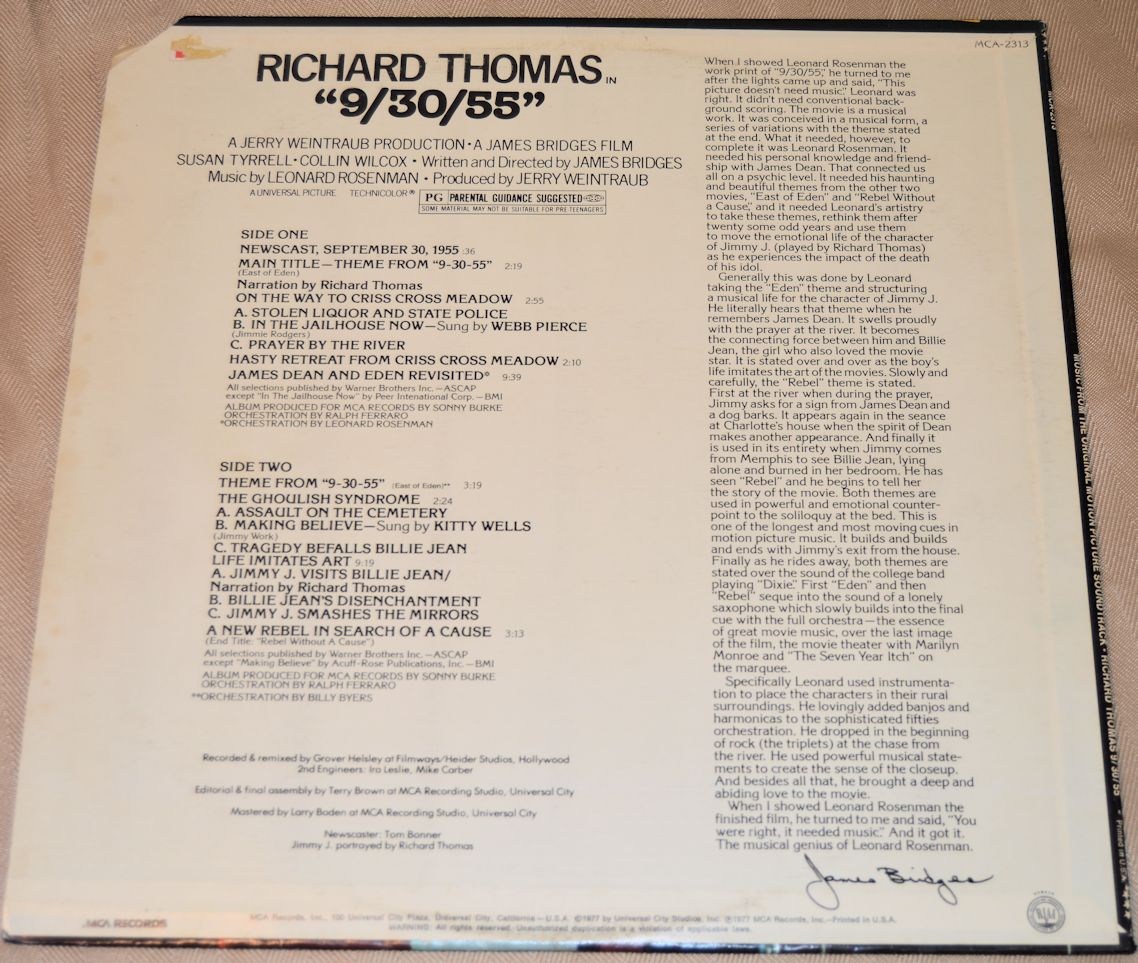 MCA-2313
RICHARD THOMAS IN
"9/30/55"
A JERRY WEINTRAUB PRODUCTION • A JAMES BRIDGES FILM
SUSAN TYRRELL • COLLIN WILCOX • Written and Directed by JAMES BRIDGES
Music by LEONARD ROSENMAN • Produced by JERRY WEINTRAUB
A UNIVERSAL PICTURE TECHNICOLOR® PG PARENTAL GUIDANCE SUGGESTED
SOME MATERIAL MAY NOT BE SUITABLE FOR PRE-TEENAGERS
SIDE ONE
NEWSCAST, SEPTEMBER 30, 1955 :36
MAIN TITLE—THEME FROM "9-30-55" 2:19
(East of Eden)
Narration by Richard Thomas
ON THE WAY TO CRISS CROSS MEADOW 2:55
A. STOLEN LIQUOR AND STATE POLICE
B. IN THE JAILHOUSE NOW—Sung by WEBB PIERCE
(Jimmie Rodgers)
C. PRAYER BY THE RIVER
HASTY RETREAT FROM CRISS CROSS MEADOW 2:10
JAMES DEAN AND EDEN REVISITED* 9:39
All selections published by Warner Brothers Inc. —ASCAP
except "In The Jailhouse Now" by Peer Intenational Corp. —BMI
ALBUM PRODUCED FOR MCA RECORDS BY SONNY BURKE
ORCHESTRATION BY RALPH FERRARO
*ORCHESTRATION BY LEONARD ROSENMAN
SIDE TWO
THEME FROM "9-30-55" (East of Eden)** 3:19
THE GHOULISH SYNDROME 2:24
A. ASSAULT ON THE CEMETERY
B. MAKING BELIEVE—Sung by KITTY WELLS
(Jimmy Work)
C. TRAGEDY BEFALLS BILLIE JEAN
LIFE IMITATES ART 9:19
A. JIMMY J. VISITS BILLIE JEAN/
Narration by Richard Thomas
B. BILLIE JEAN'S DISENCHANTMENT
C. JIMMY J. SMASHES THE MIRRORS
A NEW REBEL IN SEARCH OF A CAUSE 3:13
(End Title: "Rebel Without A Cause")
All selections published by Warner Brothers Inc. —ASCAP
except "Making Believe" by Acuff-Rose Publications, Inc. —BMI
ALBUM PRODUCED FOR MCA RECORDS BY SONNY BURKE
ORCHESTRATION BY RALPH FERRARO
**ORCHESTRATION BY BILLY BYERS
Recorded & remixed by Grover Helsley at Filmways/Heider Studios, Hollywood
2nd Engineers: Ira Leslie, Mike Carber
Editorial & final assembly by Terry Brown at MCA Recording Studio, Universal City
Mastered by Larry Boden at MCA Recording Studio, Universal City
Newscaster: Tom Bonner
Jimmy J. portrayed by Richard Thomas
When I showed Leonard Rosenman the
work print of "9/30/55," he turned to me
after the lights came up and said, "This
picture doesn't need music." Leonard was
right. It didn't need conventional back-
ground scoring. The movie is a musical
work. It was conceived in a musical form, a
series of variations with the theme stated
at the end. What it needed, however, to
complete it was Leonard Rosenman. It
needed his personal knowledge and friend-
ship with James Dean. That connected us
all on a psychic level. It needed his haunting
and beautiful themes from the other two
movies, "East of Eden" and "Rebel Without
a Cause," and it needed Leonard's artistry
to take these themes, rethink them after
twenty some odd years and use them
to move the emotional life of the character
of Jimmy J. (played by Richard Thomas)
as he experiences the impact of the death
of his idol.
Generally this was done by Leonard
taking the "Eden" theme and structuring
a musical life for the character of Jimmy J.
He literally hears that theme when he
remembers James Dean. It swells proudly
with the prayer at the river. It becomes
the connecting force between him and Billie
Jean, the girl who also loved the movie
star. It is stated over and over as the boy's
life imitates the art of the movies. Slowly and
carefully, the "Rebel" theme is stated.
First at the river when during the prayer,
Jimmy asks for a sign from James Dean and
a dog barks. It appears again in the seance
at Charlotte's house when the spirit of Dean
makes another appearance. And finally it
is used in its entirety when Jimmy comes
from Memphis to see Billie Jean, lying
alone and burned in her bedroom. He has
seen "Rebel" and he begins to tell her
the story of the movie. Both themes are
used in powerful and emotional counter-
point to the soliloquy at the bed. This is
one of the longest and most moving cues in
motion picture music. It builds and builds
and ends with Jimmy's exit from the house.
Finally as he rides away, both themes are
stated over the sound of the college band
playing "Dixie." First "Eden" and then
"Rebel" seque into the sound of a lonely
saxophone which slowly builds into the final
cue with the full orchestra—the essence
of great movie music, over the last image
of the film, the movie theater with Marilyn
Monroe and "The Seven Year Itch" on
the marquee.
Specifically Leonard used instrumenta-
tion to place the characters in their rural
surroundings. He lovingly added banjos and
harmonicas to the sophisticated fifties
orchestration. He dropped in the beginning
of rock (the triplets) at the chase from
the river. He used powerful musical state-
ments to create the sense of the closeup.
And besides all that, he brought a deep and
abiding love to the movie.
When I showed Leonard Rosenman the
finished film, he turned to me and said, "You
were right, it needed music." And it got it.
The musical genius of Leonard Rosenman.
James Bridges
MCA RECORDS
MCA Records, Inc., 100 Universal City Plaza, Universal City, California — U.S.A. ©1977 by Universal City Studios, Inc. ℗1977 MCA Records, Inc.—Printed in U.S.A.
WARNING: All rights reserved. Unauthorized duplication is a violation of applicable laws.
MUSIC FROM THE ORIGINAL MOTION PICTURE SOUNDTRACK • RICHARD THOMAS 9/30/55 • Printed in U.S.A.